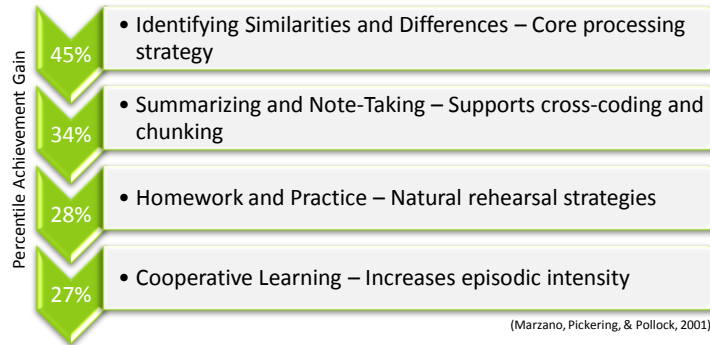 Percentile Achievement Gain
45%
• Identifying Similarities and Differences – Core processing
strategy
34%
• Summarizing and Note-Taking – Supports cross-coding and
chunking
28%
• Homework and Practice – Natural rehearsal strategies
27%
• Cooperative Learning – Increases episodic intensity
(Marzano, Pickering, & Pollock, 2001)